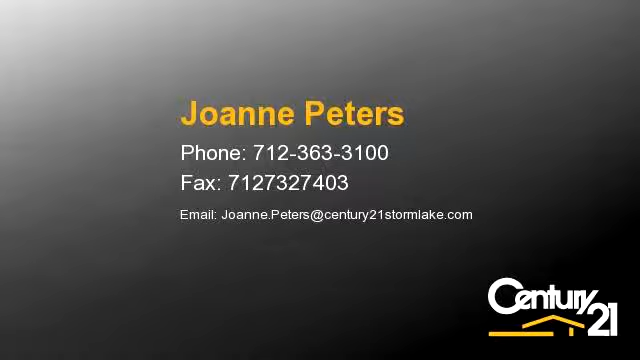 Joanne Peters
Phone: 712-363-3100
Fax: 7127327403
Email: Joanne.Peters@century21stormlake.com
Century
21